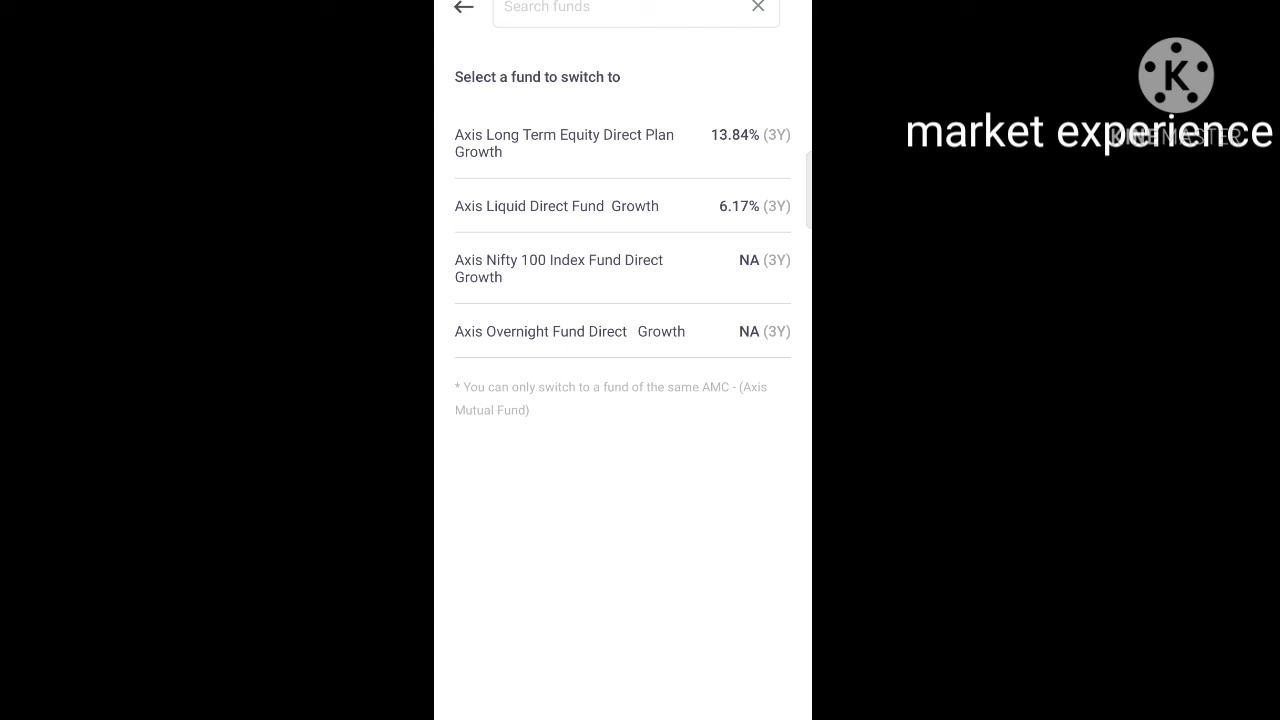 Search funds
Select a fund to switch to
Axis Long Term Equity Direct Plan
Growth
13.84% (3Y)
Axis Liquid Direct Fund Growth
6.17% (3Y)
Axis Nifty 100 Index Fund Direct
Growth
NA (3Y)
Axis Overnight Fund Direct Growth
NA (3Y)
* You can only switch to a fund of the same AMC - (Axis
Mutual Fund)
K
market experience
KINEMASTER